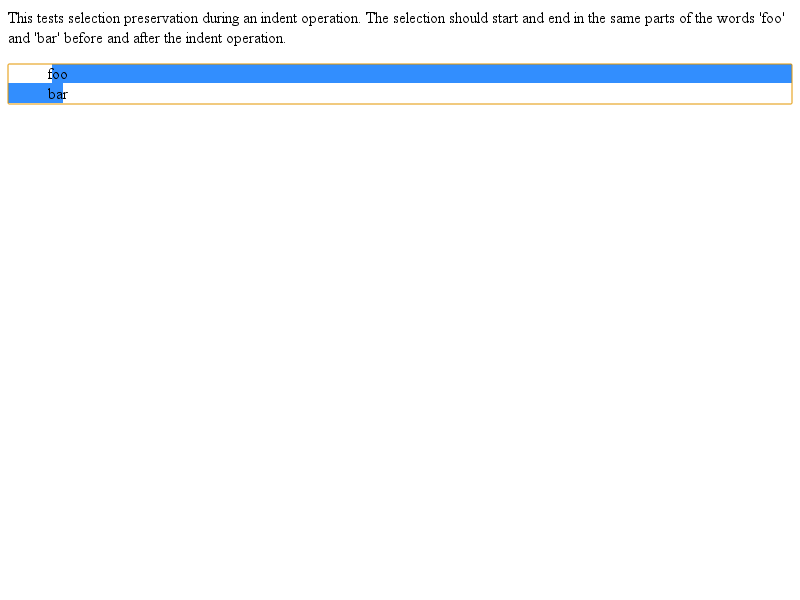 This tests selection preservation during an indent operation. The selection should start and end in the same parts of the words 'foo'
and 'bar' before and after the indent operation.
foo
bar